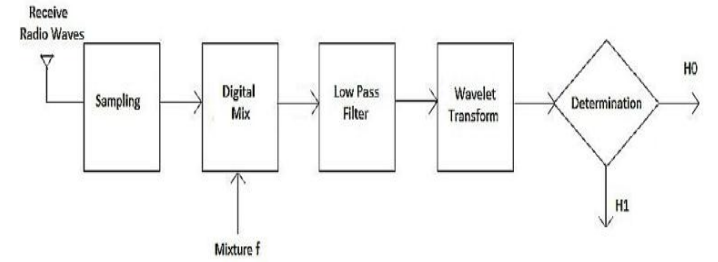 Receive
Radio Waves
Sampling
Digital
Mix
Low Pass
Filter
Wavelet
Transform
Determination
H0
H1
Mixture f